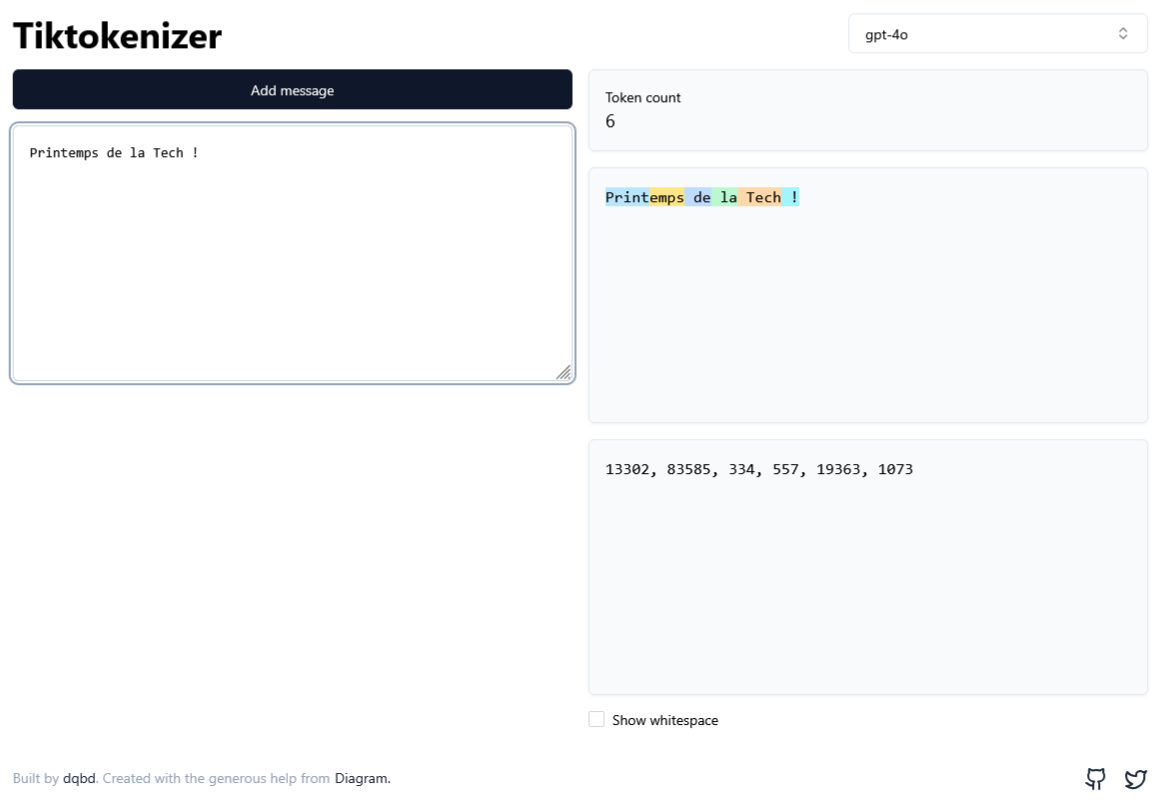 Tiktokenizer
gpt-4o
Add message
Printemps de la Tech !
Token count
6
Printemps de la Tech !
13302, 83585, 334, 557, 19363, 1073
Show whitespace
Built by dqbd. Created with the generous help from Diagram.